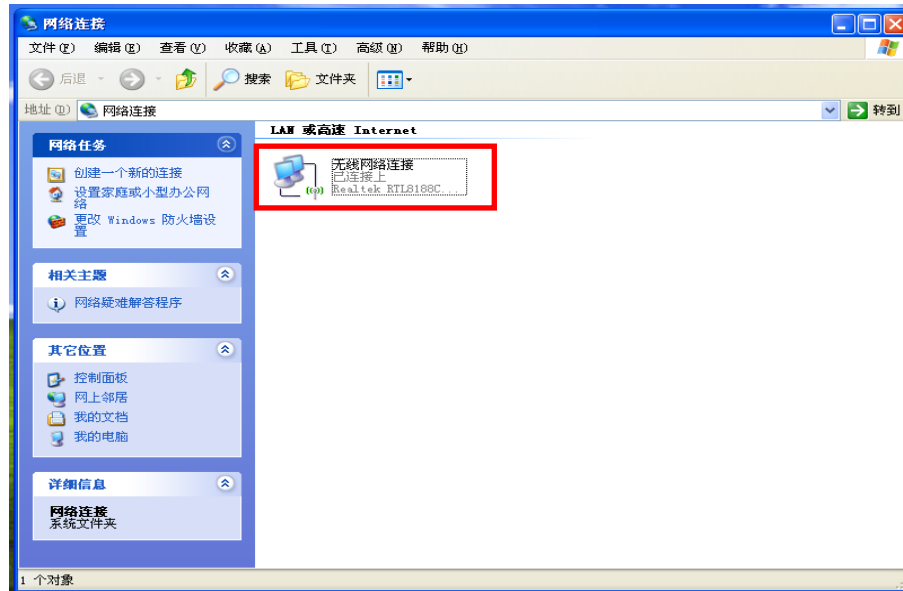 网络连接
文件(F) 编辑(E) 查看(V) 收藏(A) 工具(T) 高级(N) 帮助(H)
后退 搜索 文件夹
地址(D) 网络连接 转到
网络任务
创建一个新的连接
设置家庭或小型办公网
络
更改 Windows 防火墙设
置
相关主题
网络疑难解答程序
其它位置
控制面板
网上邻居
我的文档
我的电脑
详细信息
网络连接
系统文件夹
LAN 或高速 Internet
无线网络连接
已连接上
Realtek RTL8188C...
1 个对象